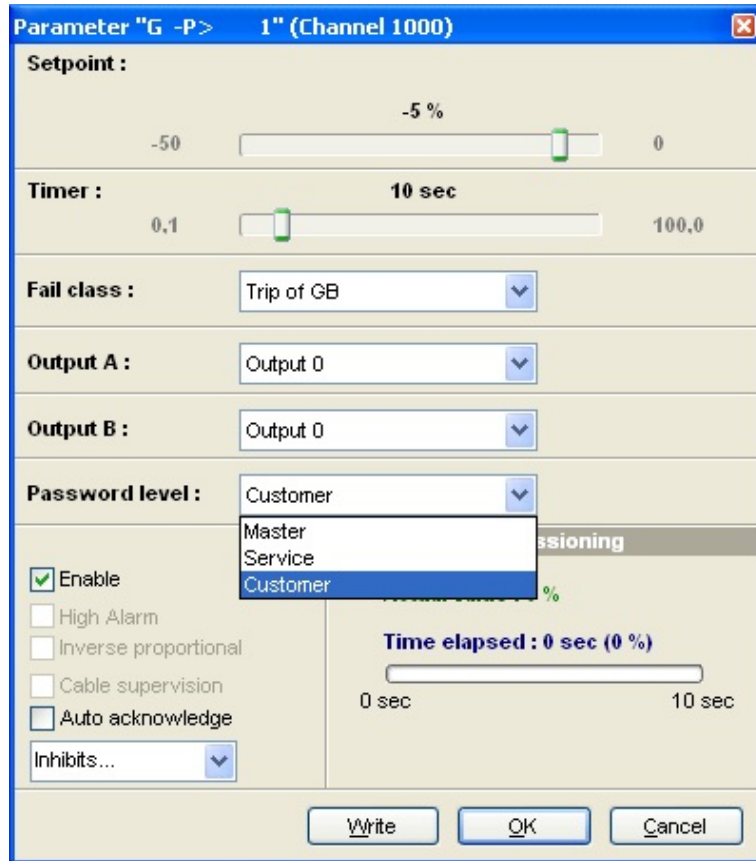 Parameter "G -P> 1" (Channel 1000)
Setpoint :
-5 %
-50 0
Timer : 10 sec
0,1 100,0
Fail class : Trip of GB
Output A : Output 0
Output B : Output 0
Password level : Customer
Master
Service
Customer
Enable
High Alarm
Inverse proportional
Cable supervision
Auto acknowledge
Inhibits...
%
Time elapsed : 0 sec (0 %)
0 sec 10 sec
Write OK Cancel